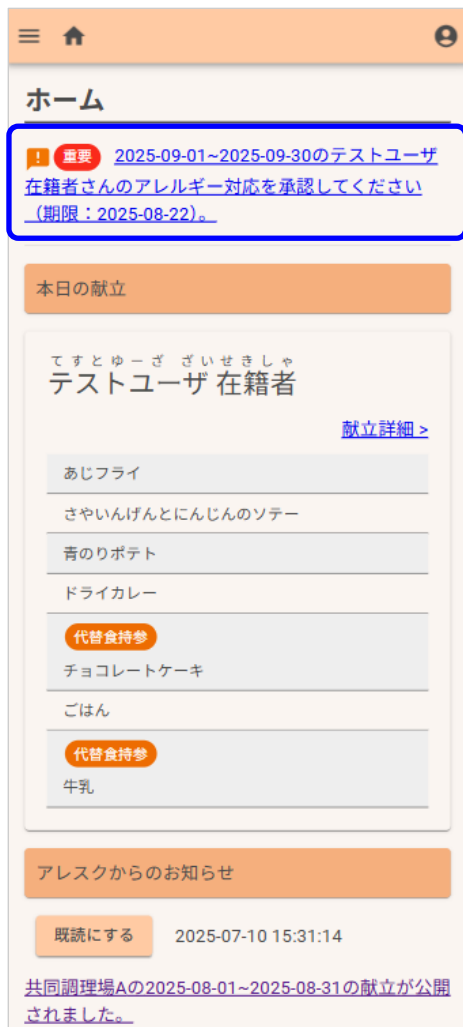 ホーム
重要 2025-09-01~2025-09-30のテストユーザ
在籍者さんのアレルギー対応を承認してください
（期限：2025-08-22）。
本日の献立
てすとゆーざ ざいせきしゃ
テストユーザ 在籍者
献立詳細 >
あじフライ
さやいんげんとにんじんのソテー
青のりポテト
ドライカレー
代替食持参
チョコレートケーキ
ごはん
代替食持参
牛乳
アレスクからのお知らせ
既読にする 2025-07-10 15:31:14
共同調理場Aの2025-08-01~2025-08-31の献立が公開
されました。